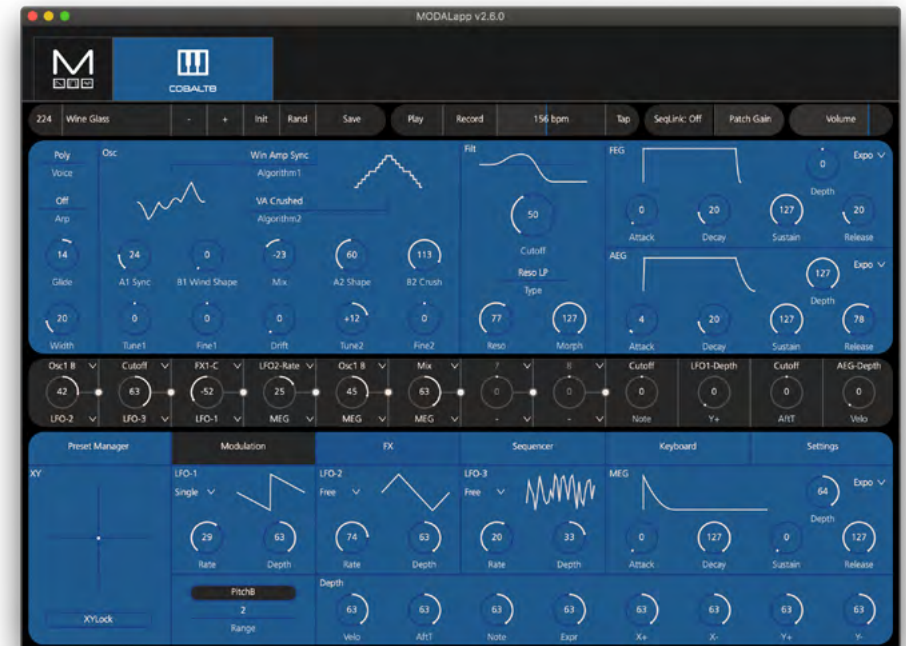 MODALapp v2.6.0
M
COBALT8
224 Wine Glass - + Init Rand Save Play Record 156 bpm Tap SeqLink: Off Patch Gain Volume
Poly
Voice
Off
Arp
14
Glide
20
Width
Osc
Win Amp Sync
Algorithm1
VA Crushed
Algorithm2
24 0 -23 60 113
A1 Sync B1 Wind Shape Mix A2 Shape B2 Crush
0 0 0 +12 0
Tune1 Fine1 Drift Tune2 Fine2
Filt
50
Cutoff
Reso LP
Type
77 127
Reso Morph
FEG
0 Expo
Depth
0 20 127 20
Attack Decay Sustain Release
AEG
127 Expo
Depth
4 20 127 78
Attack Decay Sustain Release
Osc1 B Cutoff FX1-C LFO2-Rate Osc1 B Mix 7 8 Cutoff LFO1-Depth Cutoff AEG-Depth
42 63 -52 25 45 63 0 0 0 0 0 0
LFO-2 LFO-3 LFO-1 MEG MEG MEG - - Note Y+ AftT Velo
Preset Manager Modulation FX Sequencer Keyboard Settings
XY
XYLock
LFO-1
Single
29 63
Rate Depth
LFO-2
Free
74 63
Rate Depth
LFO-3
Free
20 33
Rate Depth
MEG
64 Expo
Depth
0 127 0 127
Attack Decay Sustain Release
PitchB
2
Range
Depth
63 63 63 63 63 63 63 63
Velo AftT Note Expr X+ X- Y+ Y-